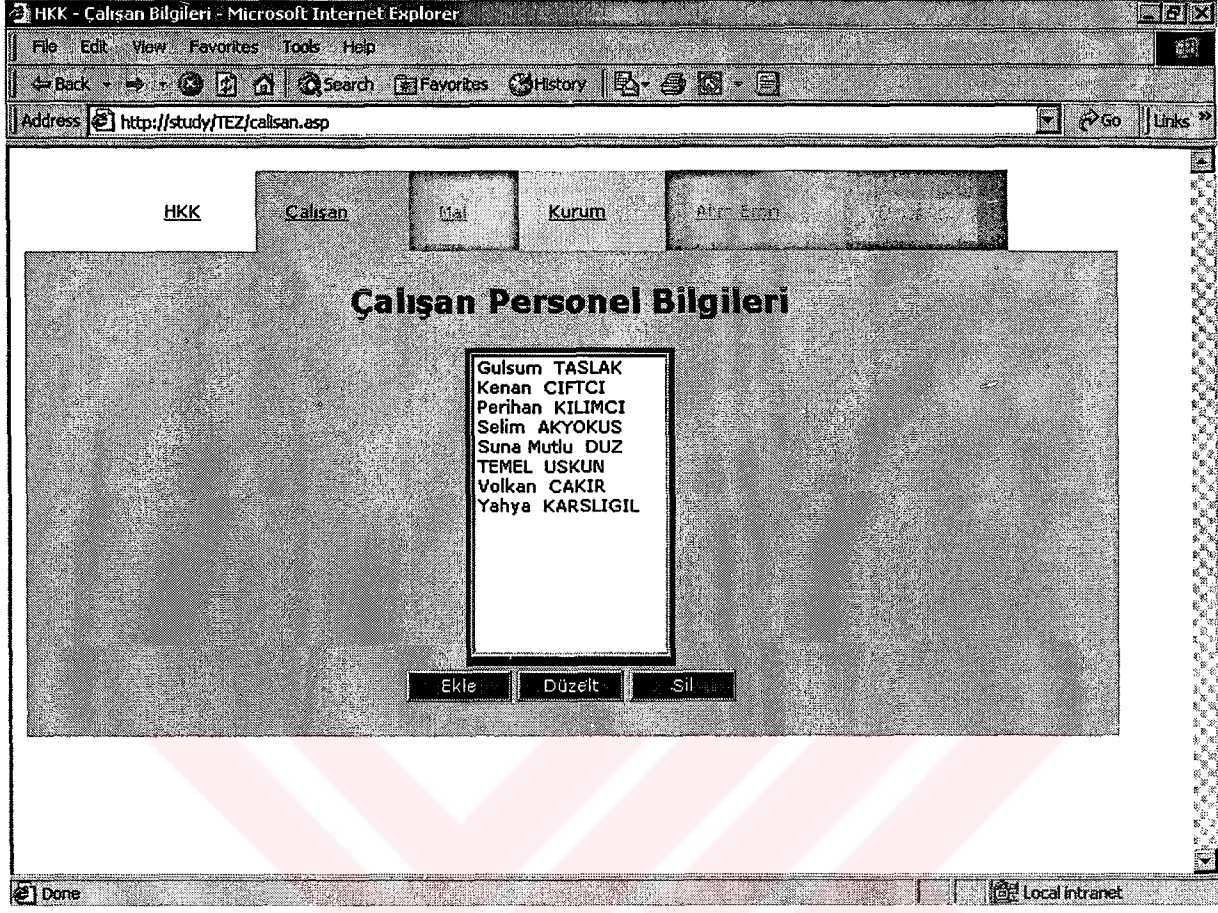 HKK - Çalışan Bilgileri - Microsoft Internet Explorer
File Edit View Favorites Tools Help
Back Search Favorites History
Address http://study/TEZ/calisan.asp Go Links »
HKK Çalışan Mal Kurum
Çalışan Personel Bilgileri
Gulsum TASLAK
Kenan CIFTCI
Perihan KILIMCI
Selim AKYOKUS
Suna Mutlu DUZ
TEMEL USKUN
Volkan CAKIR
Yahya KARSLIGIL
Ekle Düzelt Sil
Done Local intranet